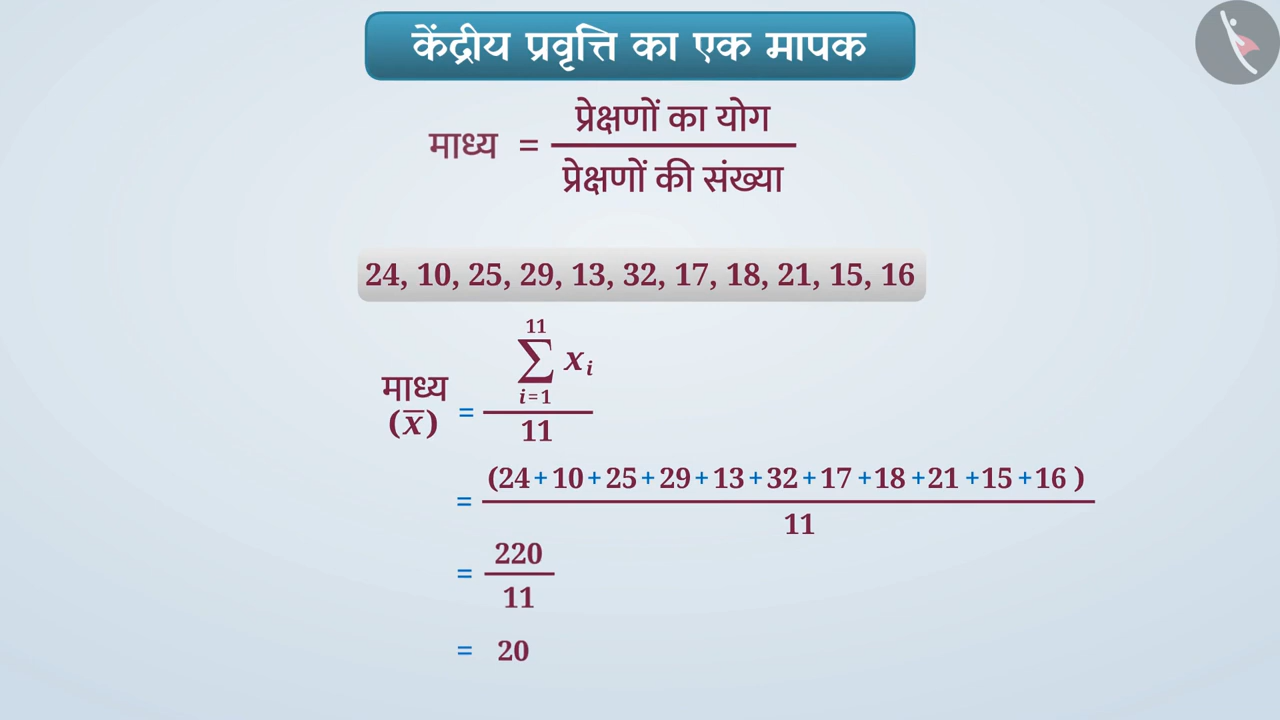 केंद्रीय प्रवृत्ति का एक मापक
माध्य = प्रेक्षणों का योग
प्रेक्षणों की संख्या
24, 10, 25, 29, 13, 32, 17, 18, 21, 15, 16
11
∑ xᵢ
i=1
माध्य
(x̅) =
11
= (24+10+25+29+13+32+17+18+21+15+16 )
11
= 220
11
= 20